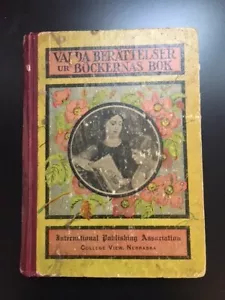 VALDA BERÄTTELSER
UR BÖCKERNAS BOK
International Publishing Association
COLLEGE VIEW, NEBRASKA